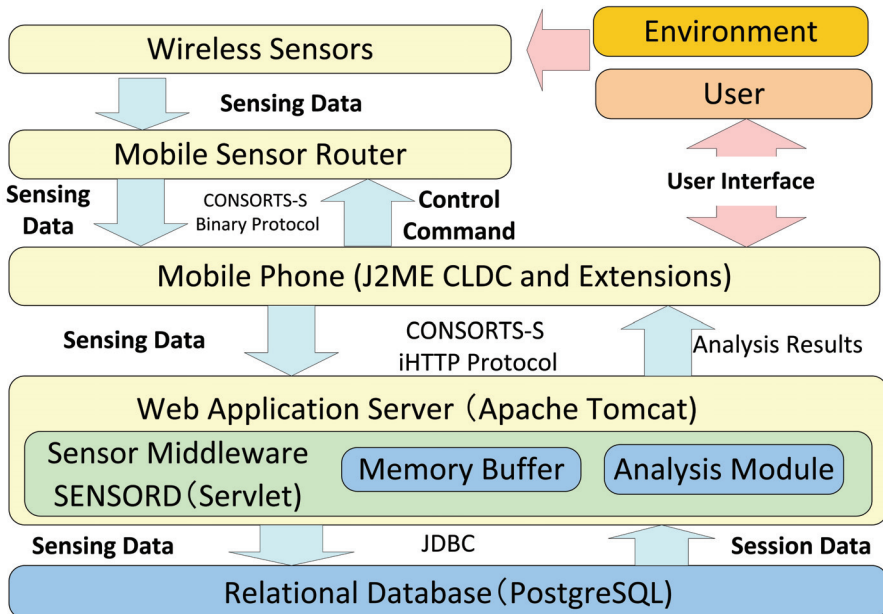 Wireless Sensors
Environment
User
Sensing Data
Mobile Sensor Router
User Interface
Sensing
Data
CONSORTS-S
Binary Protocol
Control
Command
Mobile Phone (J2ME CLDC and Extensions)
Sensing Data
CONSORTS-S
iHTTP Protocol
Analysis Results
Web Application Server（Apache Tomcat)
Sensor Middleware
SENSORD（Servlet)
Memory Buffer
Analysis Module
Sensing Data
JDBC
Session Data
Relational Database（PostgreSQL)